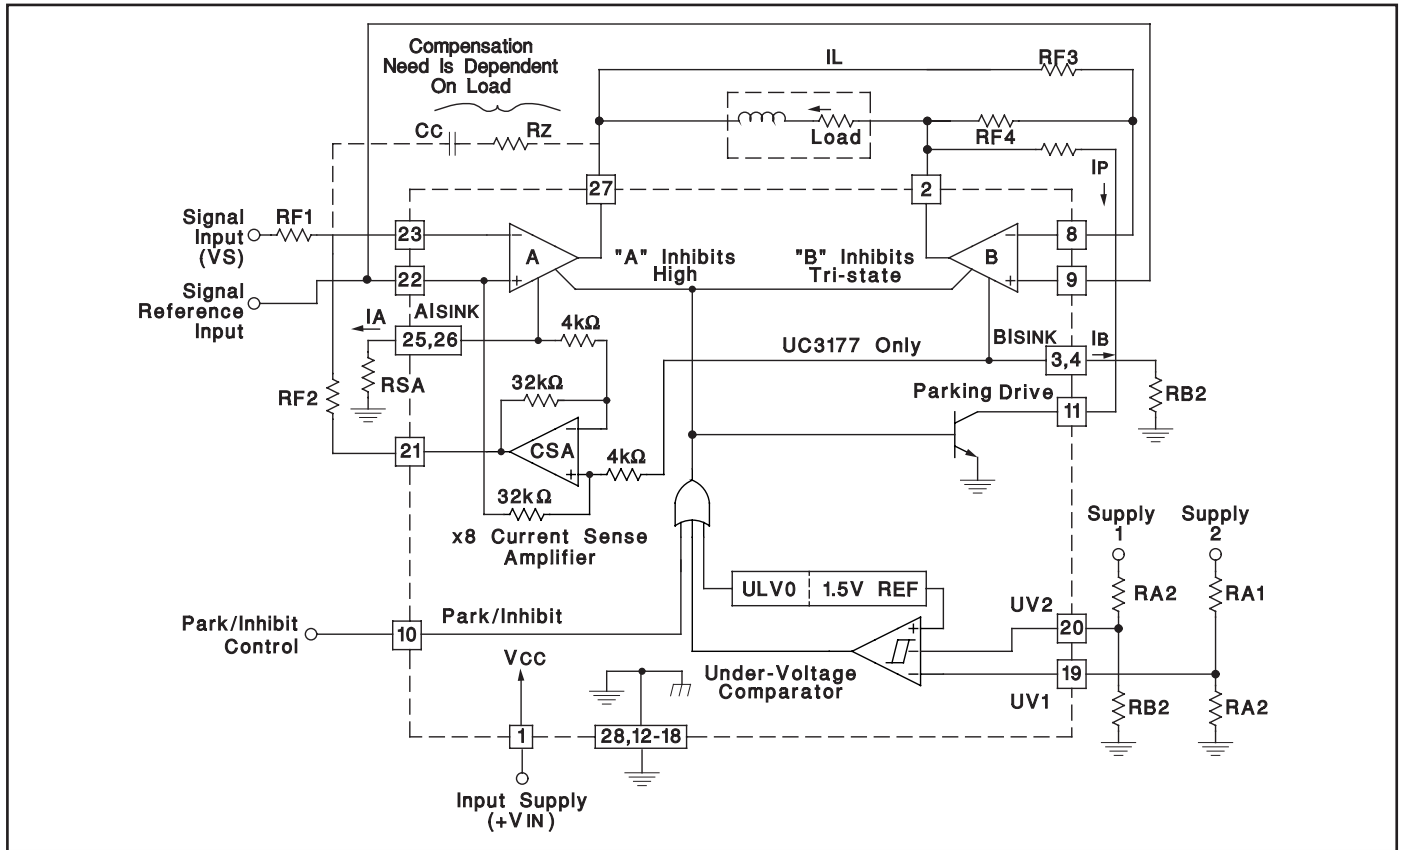 Compensation
Need Is Dependent
On Load
IL
RF3
CC
RZ
Load
RF4
IP
27
2
Signal
Input
(VS)
RF1
23
A
"A" Inhibits
High
"B" Inhibits
Tri-state
B
8
22
9
Signal
Reference
Input
IA
AISINK
25,26
4kΩ
UC3177 Only
BISINK
IB
3,4
RSA
RF2
32kΩ
Parking Drive
11
RB2
21
CSA
4kΩ
32kΩ
x8 Current Sense
Amplifier
Supply
1
Supply
2
ULV0
1.5V REF
RA2
RA1
Park/Inhibit
Control
10
Park/Inhibit
UV2
20
VCC
Under-Voltage
Comparator
19
UV1
RB2
RA2
1
28,12-18
Input Supply
(+VIN)